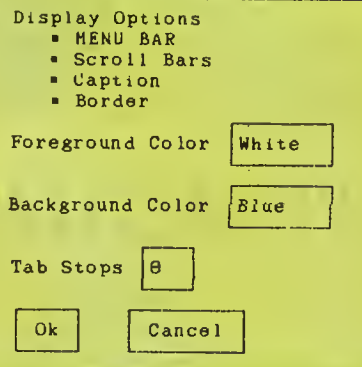 Display Options
▪ MENU BAR
▪ Scroll Bars
▪ Caption
▪ Border
Foreground Color White
Background Color Blue
Tab Stops 8
Ok Cancel